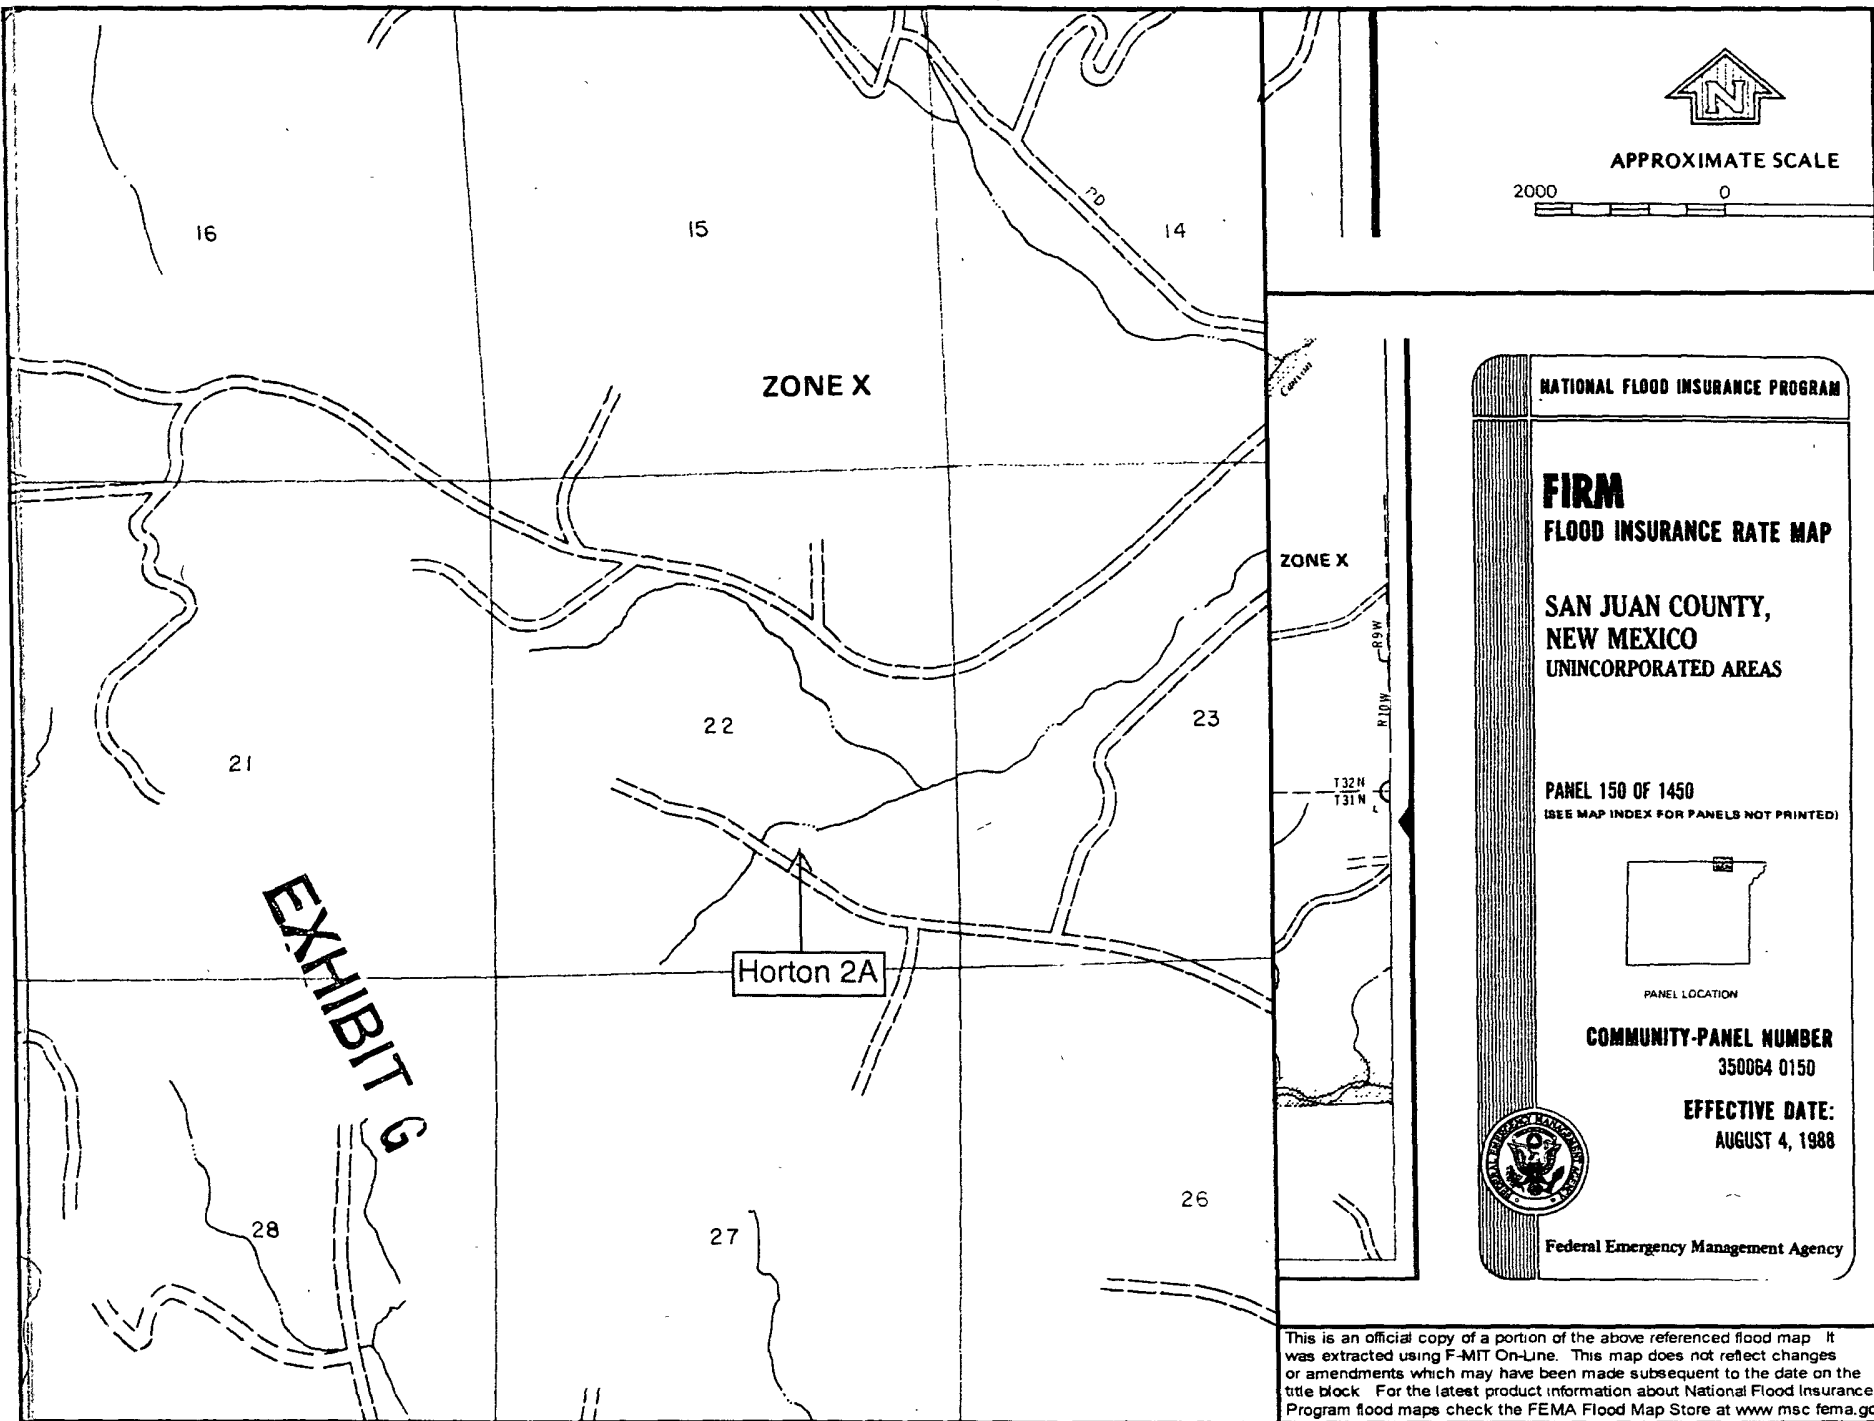 APPROXIMATE SCALE
2000 0
16
15
14
RD
ZONE X
21
22
23
Horton 2A
28
27
26
EXHIBIT G
ZONE X
R9W
R10W
T32N
T31N
NATIONAL FLOOD INSURANCE PROGRAM
FIRM
FLOOD INSURANCE RATE MAP
SAN JUAN COUNTY,
NEW MEXICO
UNINCORPORATED AREAS
PANEL 150 OF 1450
(SEE MAP INDEX FOR PANELS NOT PRINTED)
PANEL LOCATION
COMMUNITY-PANEL NUMBER
350064 0150
EFFECTIVE DATE:
AUGUST 4, 1988
FEDERAL EMERGENCY MANAGEMENT AGENCY
Federal Emergency Management Agency
This is an official copy of a portion of the above referenced flood map It
was extracted using F-MIT On-Line. This map does not reflect changes
or amendments which may have been made subsequent to the date on the
title block For the latest product information about National Flood Insurance
Program flood maps check the FEMA Flood Map Store at www msc fema.go
N